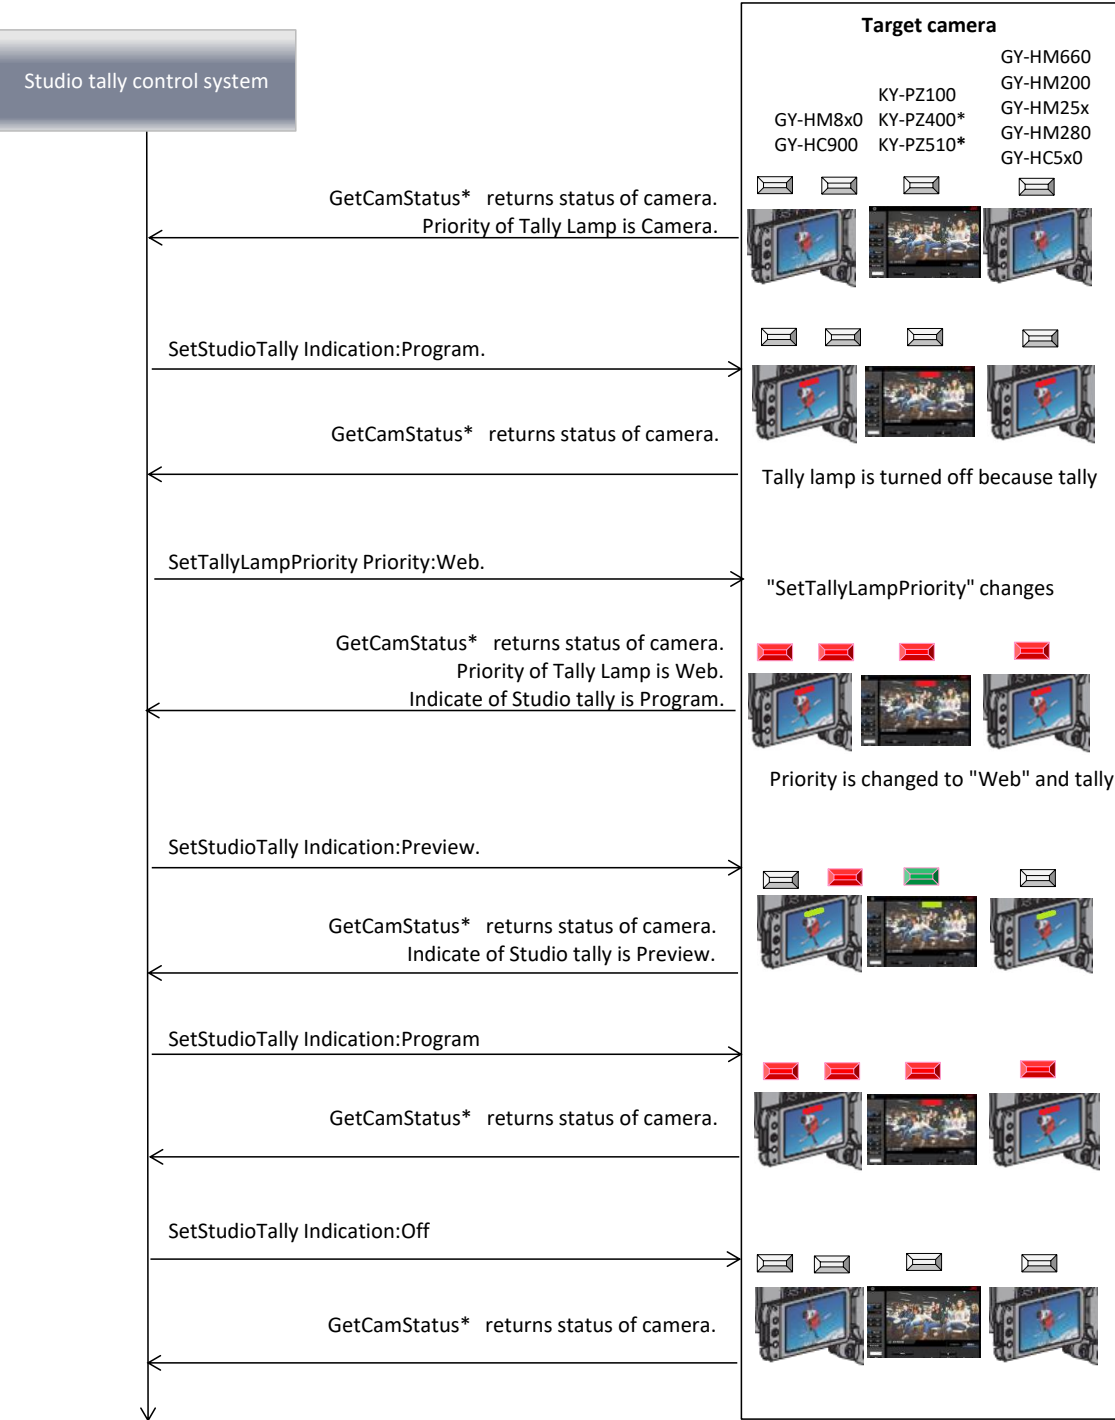 Target camera
Studio tally control system
GY-HM8x0
GY-HC900
KY-PZ100
KY-PZ400*
KY-PZ510*
GY-HM660
GY-HM200
GY-HM25x
GY-HM280
GY-HC5x0
GetCamStatus* returns status of camera.
Priority of Tally Lamp is Camera.
SetStudioTally Indication:Program.
GetCamStatus* returns status of camera.
Tally lamp is turned off because tally
SetTallyLampPriority Priority:Web.
"SetTallyLampPriority" changes
GetCamStatus* returns status of camera.
Priority of Tally Lamp is Web.
Indicate of Studio tally is Program.
Priority is changed to "Web" and tally
SetStudioTally Indication:Preview.
GetCamStatus* returns status of camera.
Indicate of Studio tally is Preview.
SetStudioTally Indication:Program
GetCamStatus* returns status of camera.
SetStudioTally Indication:Off
GetCamStatus* returns status of camera.